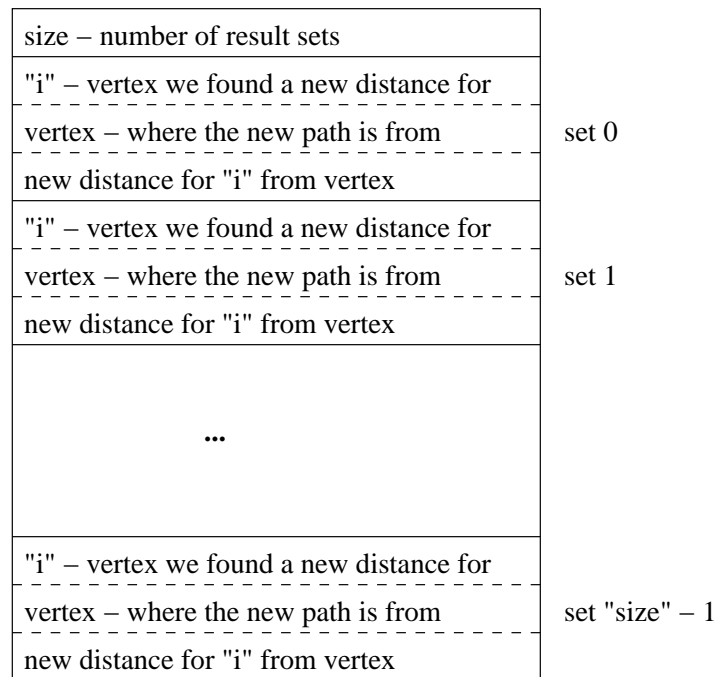 size – number of result sets
"i" – vertex we found a new distance for
vertex – where the new path is from set 0
new distance for "i" from vertex
"i" – vertex we found a new distance for
vertex – where the new path is from set 1
new distance for "i" from vertex
...
"i" – vertex we found a new distance for
vertex – where the new path is from set "size" – 1
new distance for "i" from vertex